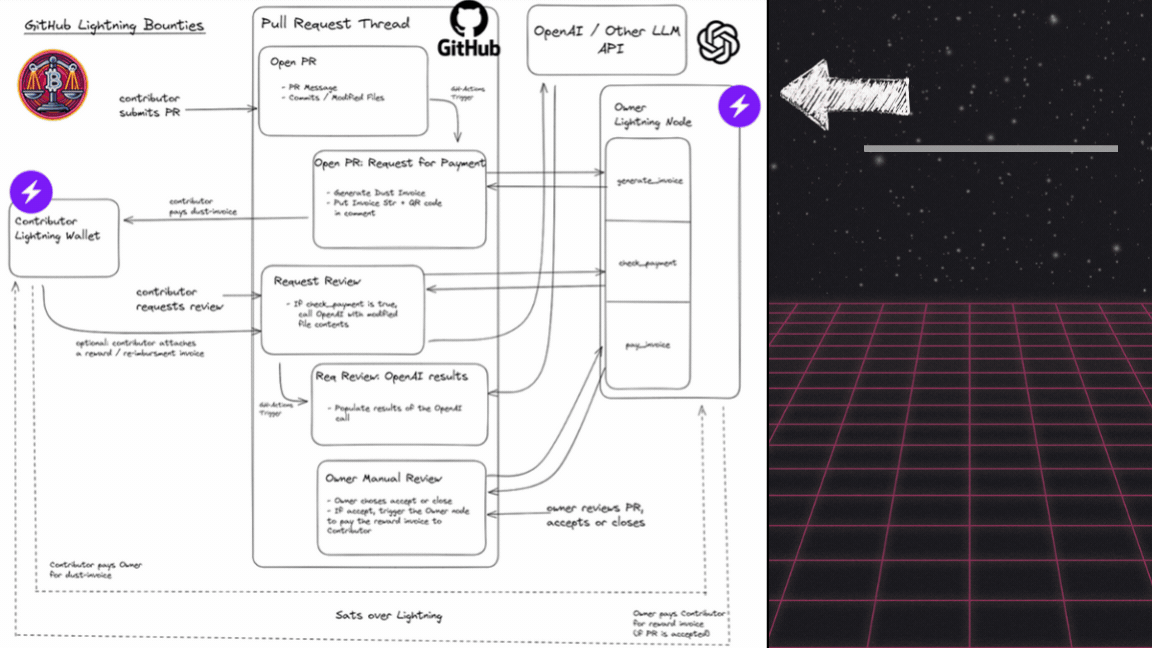 GitHub Lightning Bounties
Pull Request Thread
GitHub
OpenAI / Other LLM
API
Open PR
- PR Message
- Commits / Modified Files
Git-Actions
Trigger
contributor
submits PR
Owner
Lightning Node
Open PR: Request for Payment
- Generate Dust Invoice
- Put Invoice Str + QR code
in comment
generate_invoice
contributor
pays dust-invoice
Contributor
Lightning Wallet
check_payment
Request Review
- If check_payment is true,
call OpenAI with modified
file contents
contributor
requests review
optional: contributor attaches
a reward / re-imbursment invoice
pay_invoice
Req Review: OpenAI results
- Populate results of the OpenAI
call
Git-Actions
Trigger
Owner Manual Review
- Owner choses accept or close
- If accept, trigger the Owner node
to pay the reward invoice to
Contributor
owner reviews PR,
accepts or closes
Contributor pays Owner
for dust-invoice
Sats over Lightning
Owner pays Contributor
for reward invoice
(if PR is accepted)